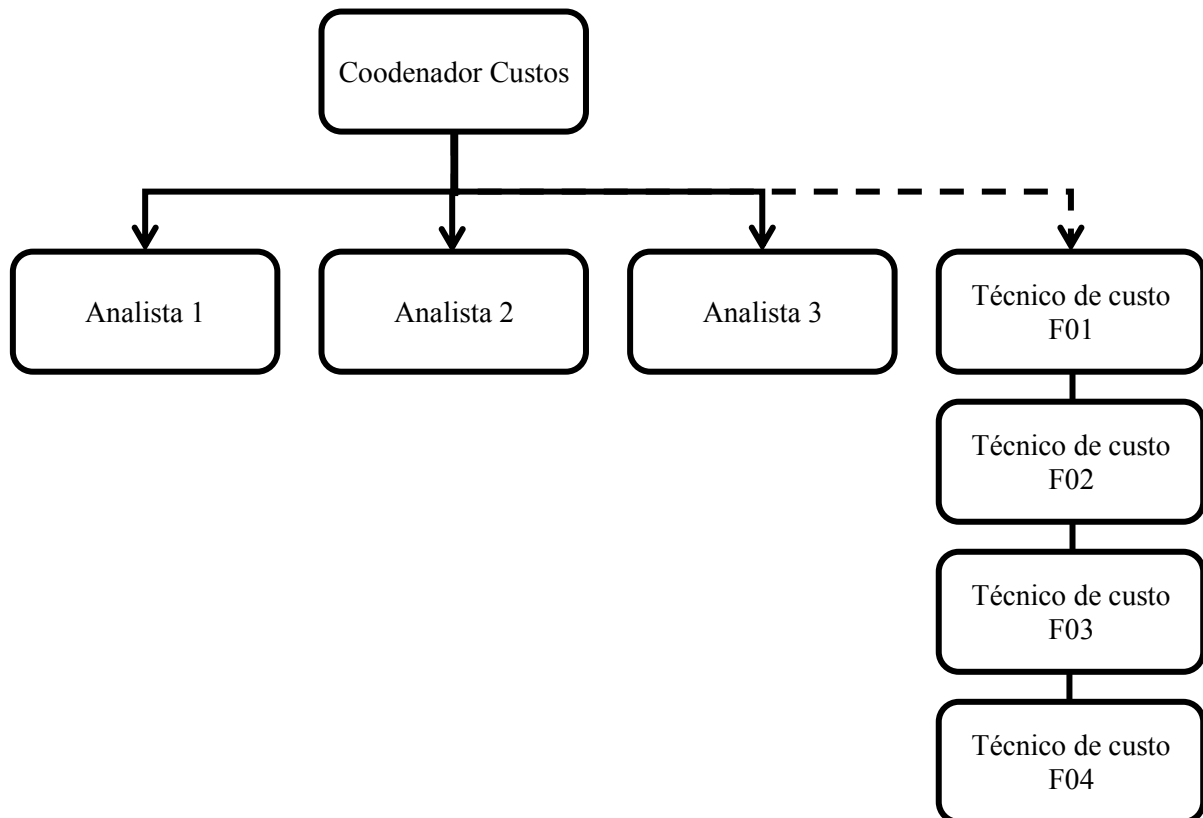 Coodenador Custos
Analista 1
Analista 2
Analista 3
Técnico de custo
F01
Técnico de custo
F02
Técnico de custo
F03
Técnico de custo
F04